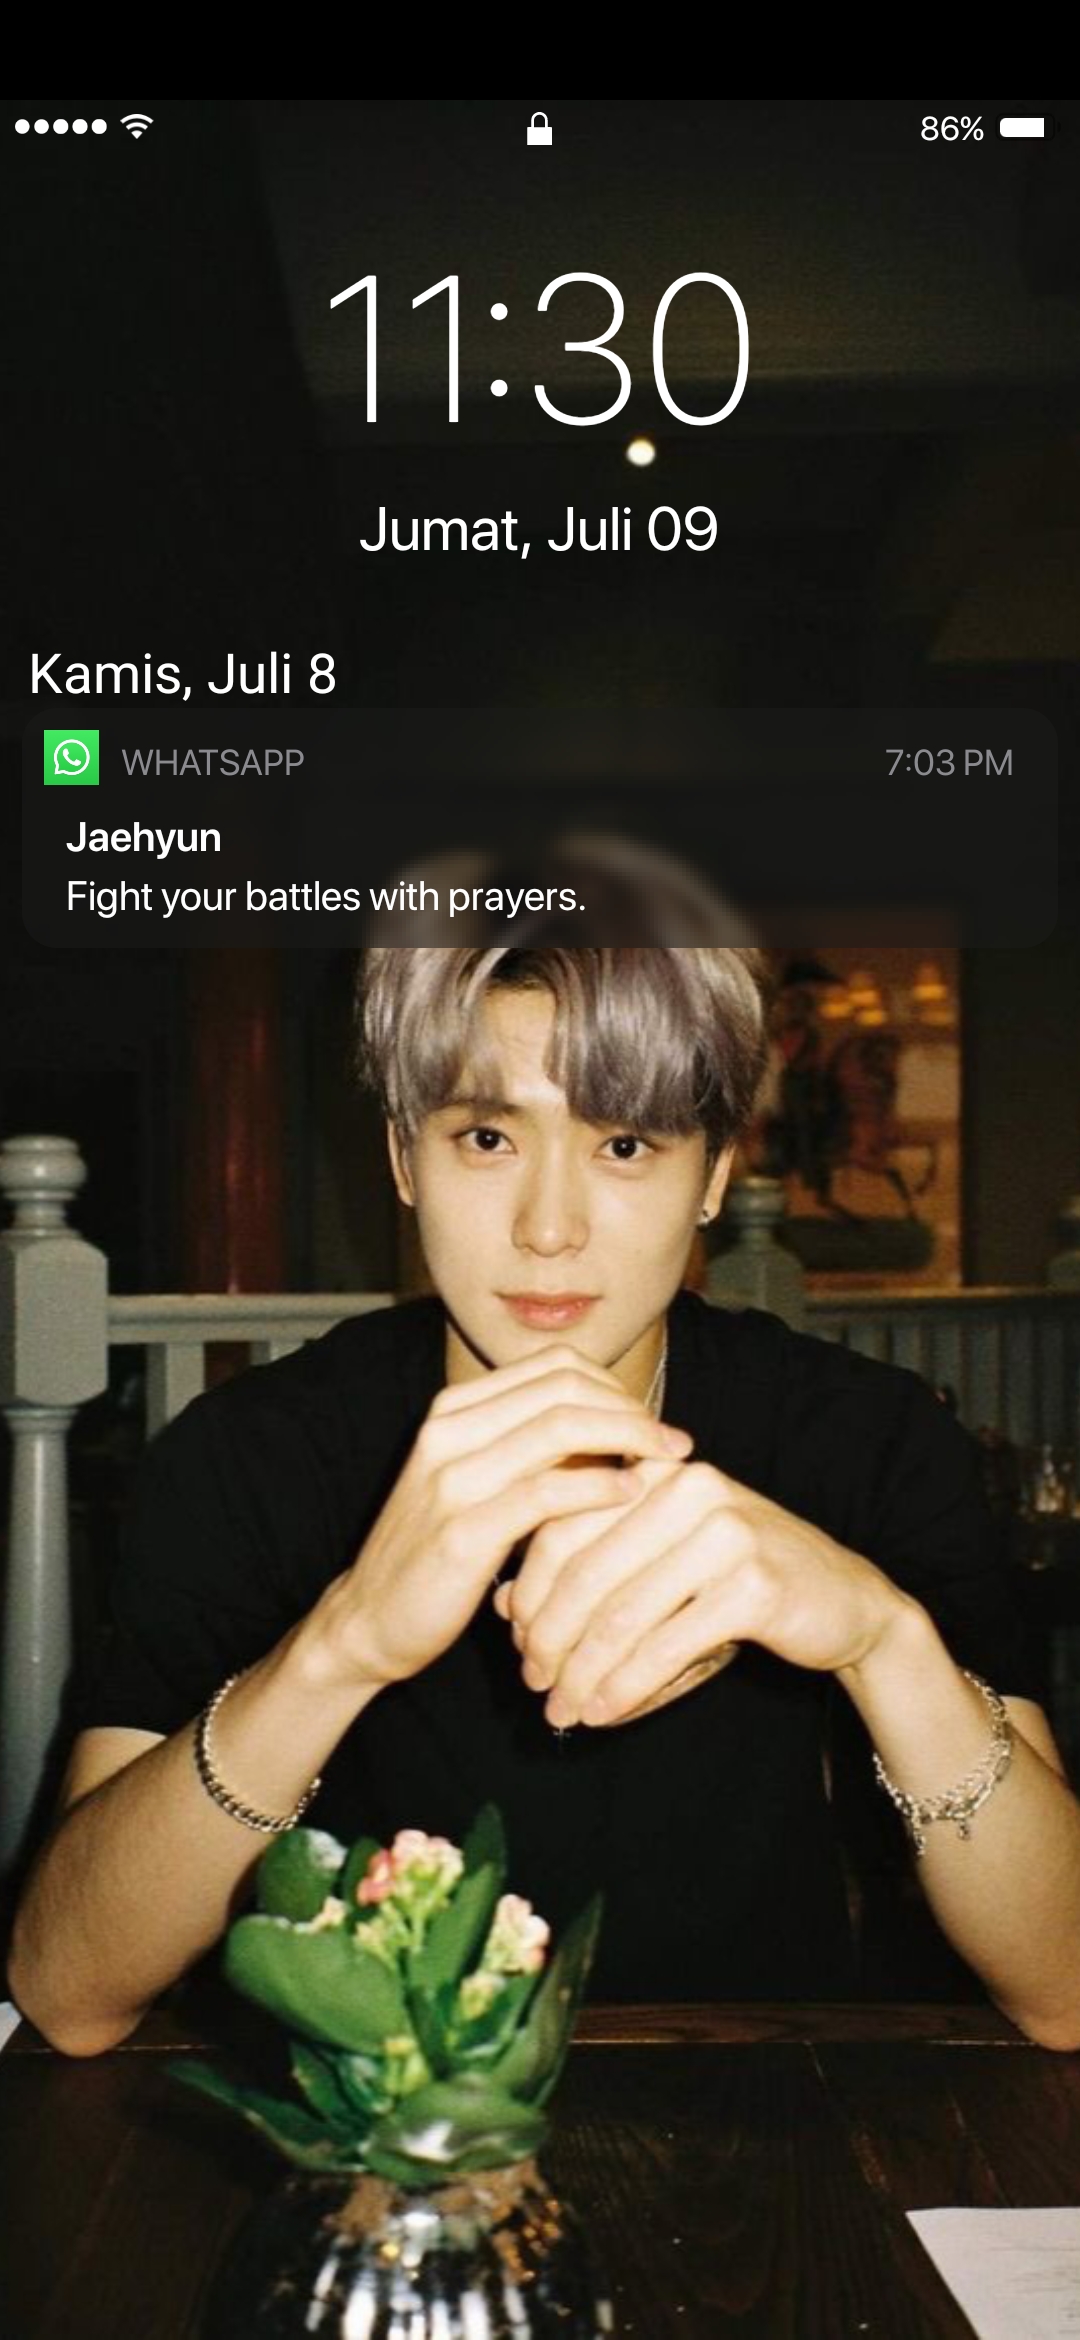 86%
11:30
Jumat, Juli 09
Kamis, Juli 8
WHATSAPP 7:03 PM
Jaehyun
Fight your battles with prayers.